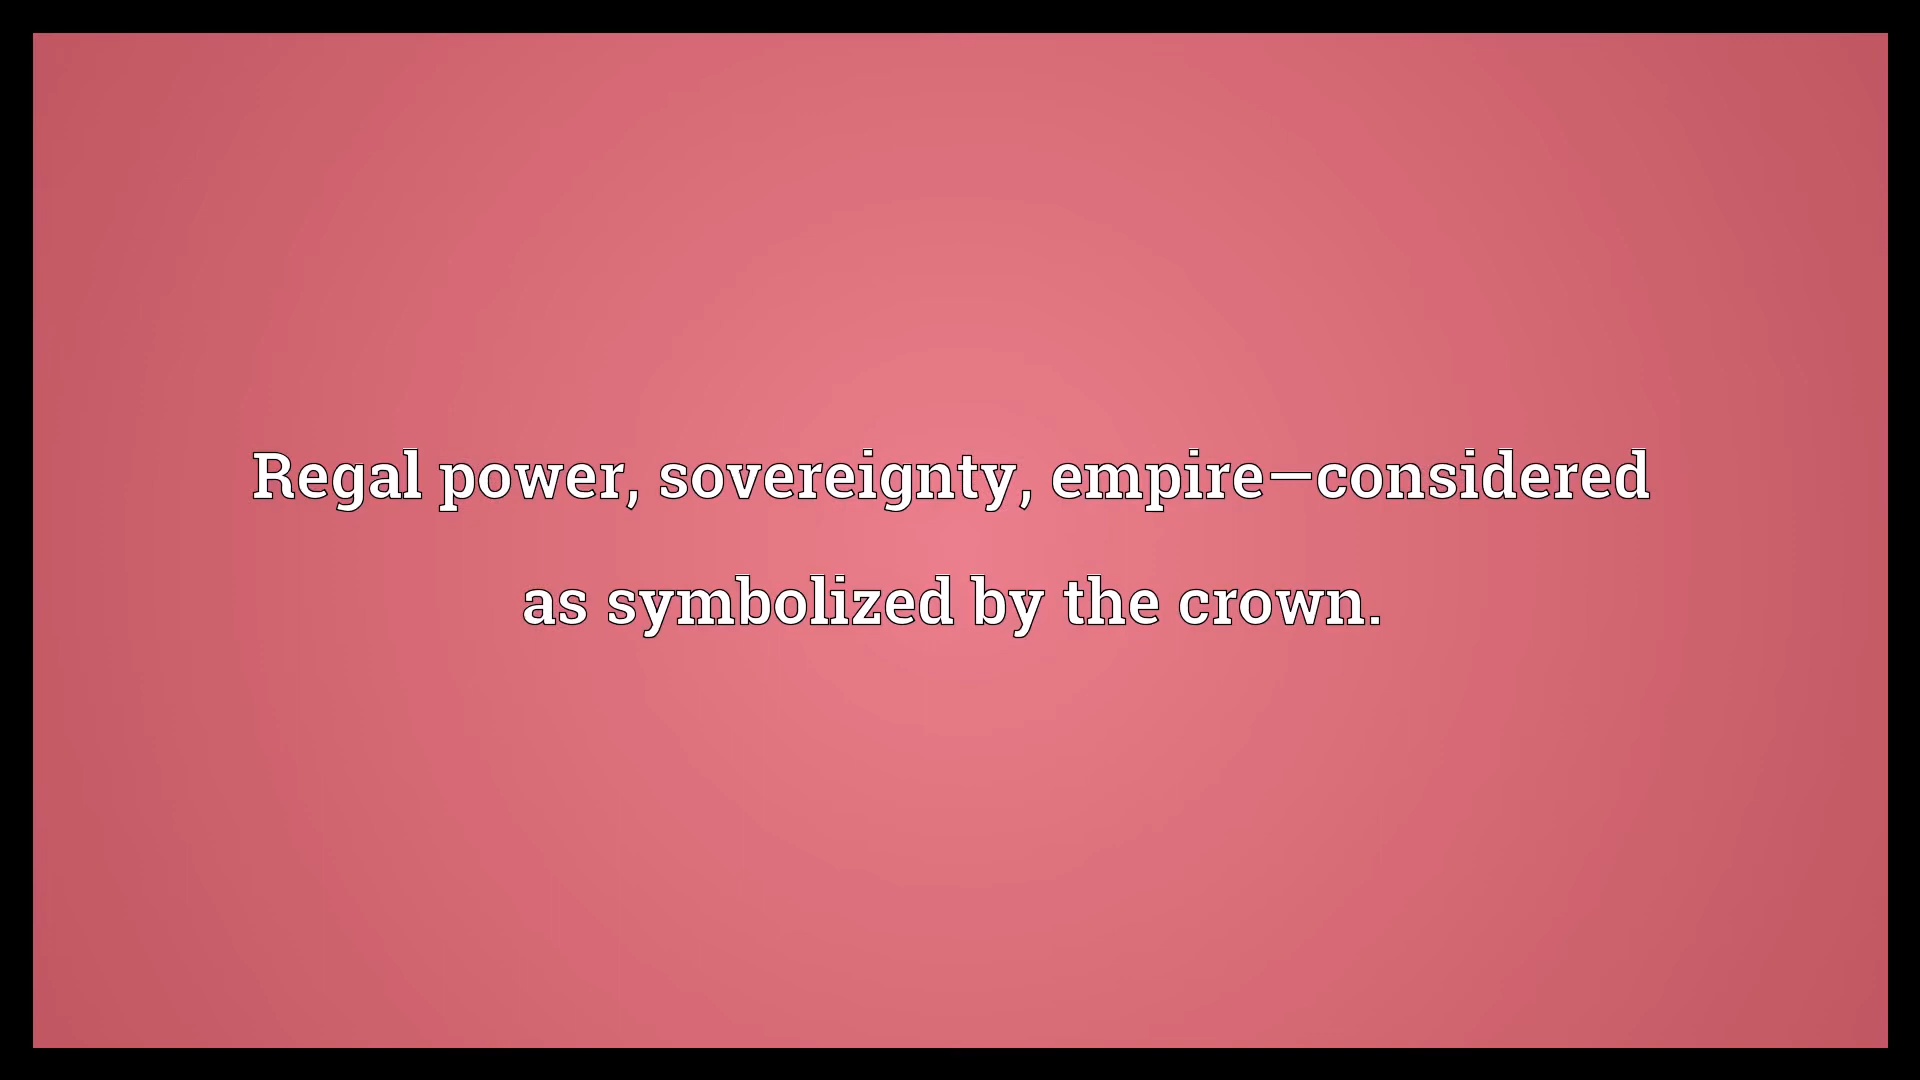 Regal power, sovereignty, empire—considered
as symbolized by the crown.